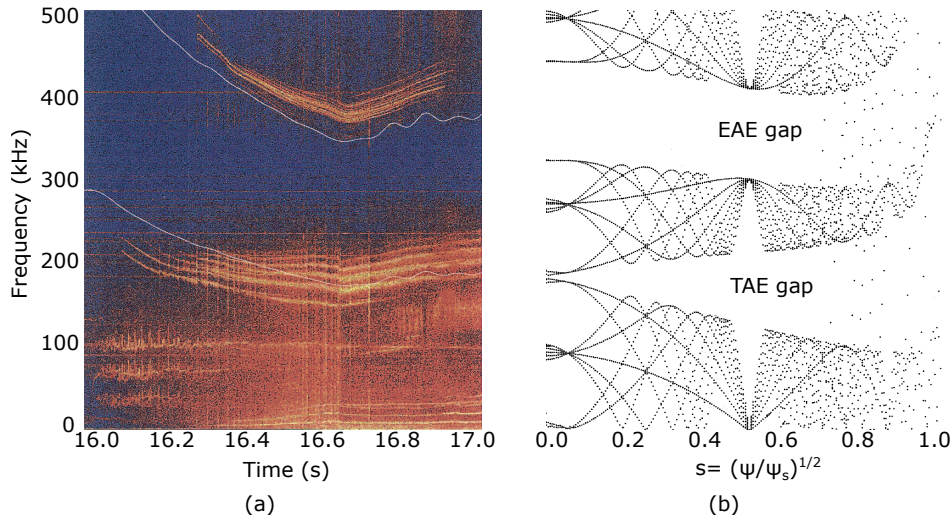 500
400
300
200
100
0
Frequency (kHz)
16.0 16.2 16.4 16.6 16.8 17.0
Time (s)
(a)
EAE gap
TAE gap
0.0 0.2 0.4 0.6 0.8 1.0
s= (ψ/ψs)1/2
(b)